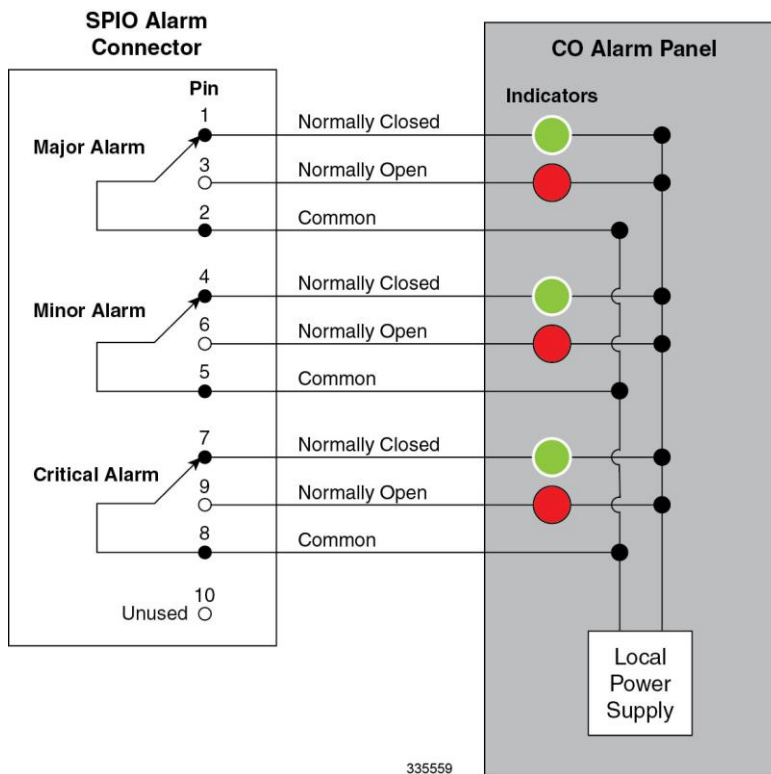 SPIO Alarm
Connector
CO Alarm Panel
Pin
Indicators
1
Normally Closed
Major Alarm
3
Normally Open
2
Common
4
Normally Closed
Minor Alarm
6
Normally Open
5
Common
7
Normally Closed
Critical Alarm
9
Normally Open
8
Common
10
Unused
Local
Power
Supply
335559